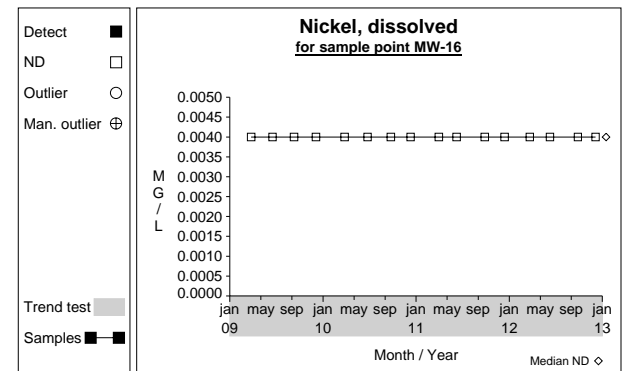 Detect
ND
Outlier
Man. outlier
Trend test
Samples
Nickel, dissolved
for sample point MW-16
0.0050
0.0045
0.0040
0.0035
0.0030
0.0025
0.0020
0.0015
0.0010
0.0005
0.0000
M
G
/
L
jan may sep jan may sep jan may sep jan may sep jan
09 10 11 12 13
Month / Year
Median ND